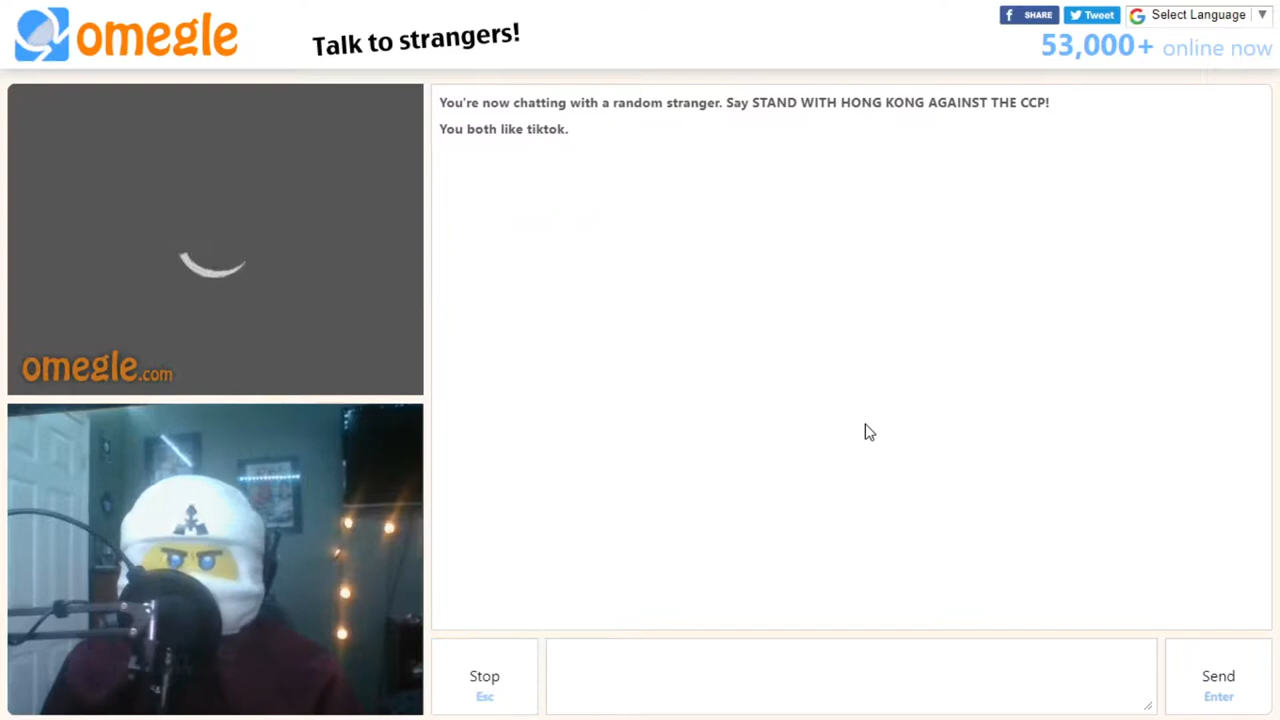 omegle
Talk to strangers!
f SHARE
Tweet
G Select Language ▼
53,000+ online now
You're now chatting with a random stranger. Say STAND WITH HONG KONG AGAINST THE CCP!
You both like tiktok.
omegle.com
Stop
Esc
Send
Enter